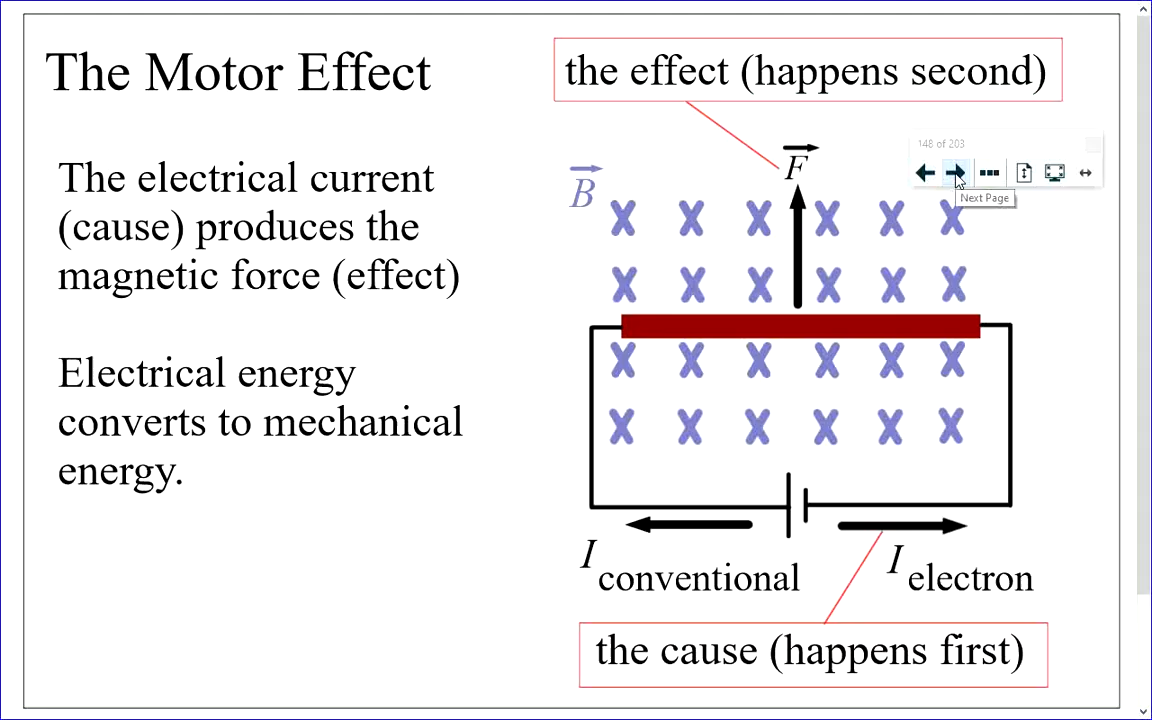 The Motor Effect
the effect (happens second)
148 of 203
Next Page
The electrical current
(cause) produces the
magnetic force (effect)
Electrical energy
converts to mechanical
energy.
F
B
X X X X X X
X X X X X X
X X X X X X
X X X X X X
I conventional
I electron
the cause (happens first)